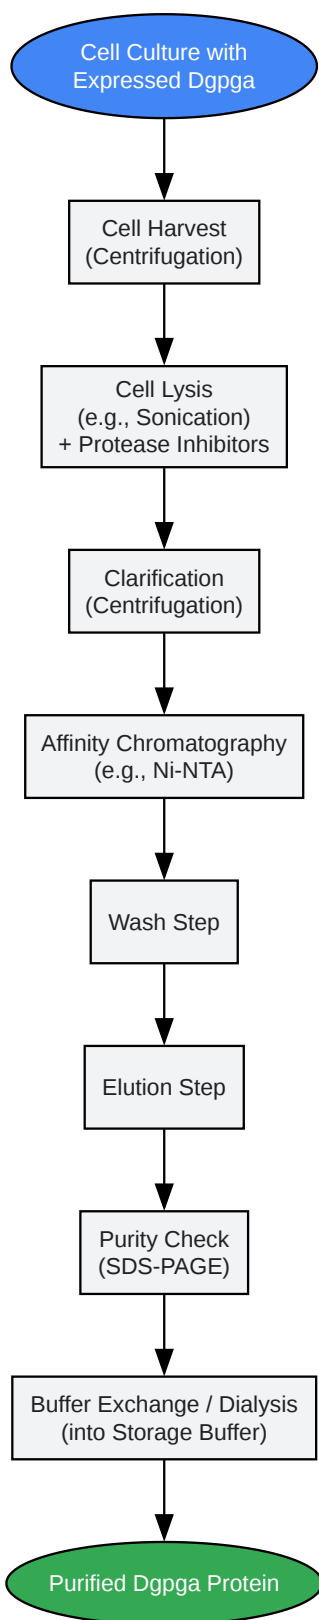 Cell Culture with
Expressed Dgpga
Cell Harvest
(Centrifugation)
Cell Lysis
(e.g., Sonication)
+ Protease Inhibitors
Clarification
(Centrifugation)
Affinity Chromatography
(e.g., Ni-NTA)
Wash Step
Elution Step
Purity Check
(SDS-PAGE)
Buffer Exchange / Dialysis
(into Storage Buffer)
Purified Dgpga Protein